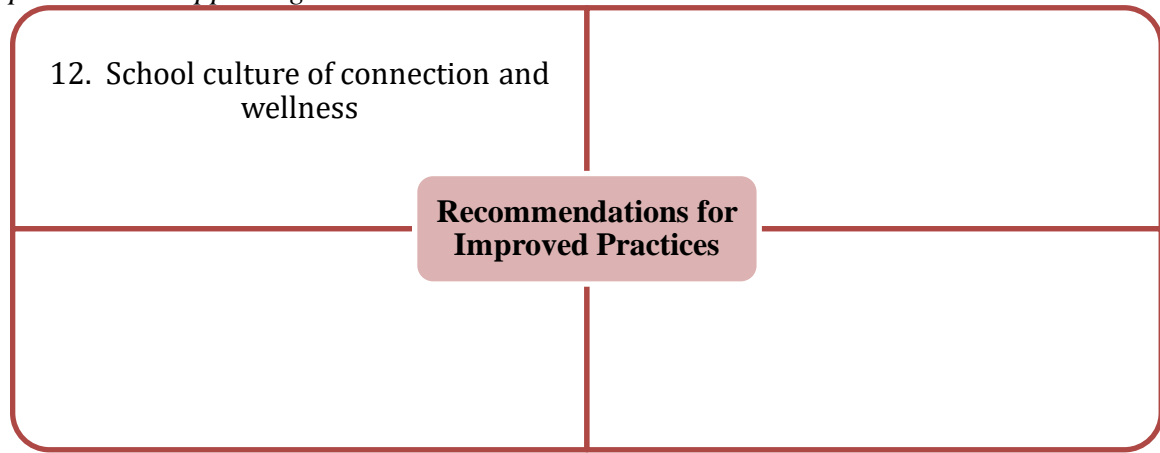 12. School culture of connection and
wellness
Recommendations for
Improved Practices